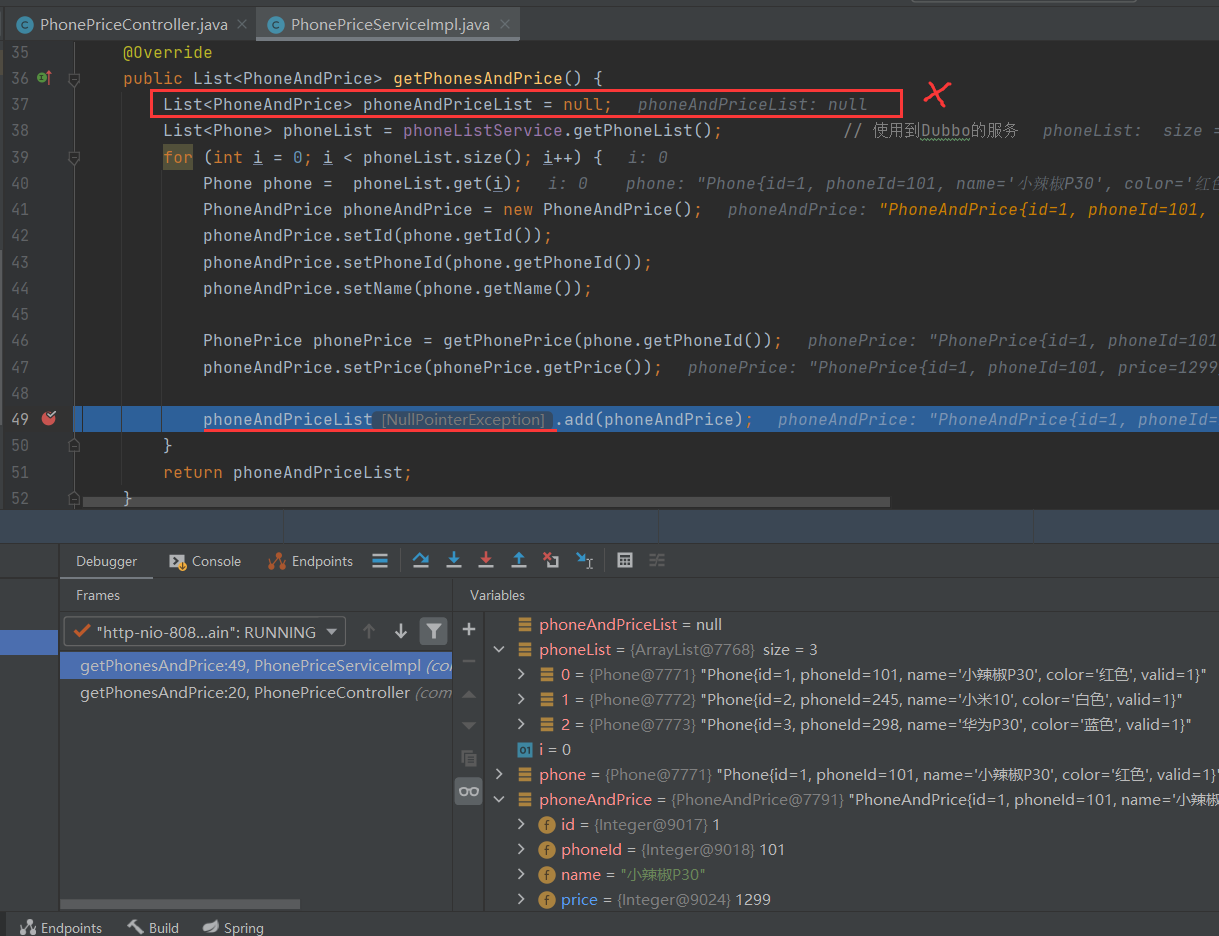 PhonePriceController.java
PhonePriceServiceImpl.java
35 @Override
36 public List<PhoneAndPrice> getPhonesAndPrice() {
37 List<PhoneAndPrice> phoneAndPriceList = null; phoneAndPriceList: null
38 List<Phone> phoneList = phoneListService.getPhoneList(); // 使用到Dubbo的服务 phoneList: size =
39 for (int i = 0; i < phoneList.size(); i++) { i: 0
40 Phone phone = phoneList.get(i); i: 0 phone: "Phone{id=1, phoneId=101, name='小辣椒P30', color='红色
41 PhoneAndPrice phoneAndPrice = new PhoneAndPrice(); phoneAndPrice: "PhoneAndPrice{id=1, phoneId=101,
42 phoneAndPrice.setId(phone.getId());
43 phoneAndPrice.setPhoneId(phone.getPhoneId());
44 phoneAndPrice.setName(phone.getName());
45
46 PhonePrice phonePrice = getPhonePrice(phone.getPhoneId()); phonePrice: "PhonePrice{id=1, phoneId=101
47 phoneAndPrice.setPrice(phonePrice.getPrice()); phonePrice: "PhonePrice{id=1, phoneId=101, price=1299
48
49 phoneAndPriceList [NullPointerException] .add(phoneAndPrice); phoneAndPrice: "PhoneAndPrice{id=1, phoneId=
50 }
51 return phoneAndPriceList;
52 }
Debugger Console Endpoints
Frames
"http-nio-808...ain": RUNNING
getPhonesAndPrice:49, PhonePriceServiceImpl (co
getPhonesAndPrice:20, PhonePriceController (com
Variables
phoneAndPriceList = null
phoneList = {ArrayList@7768} size = 3
0 = {Phone@7771} "Phone{id=1, phoneId=101, name='小辣椒P30', color='红色', valid=1}"
1 = {Phone@7772} "Phone{id=2, phoneId=245, name='小米10', color='白色', valid=1}"
2 = {Phone@7773} "Phone{id=3, phoneId=298, name='华为P30', color='蓝色', valid=1}"
01 i = 0
phone = {Phone@7771} "Phone{id=1, phoneId=101, name='小辣椒P30', color='红色', valid=1}"
phoneAndPrice = {PhoneAndPrice@7791} "PhoneAndPrice{id=1, phoneId=101, name='小辣椒
f id = {Integer@9017} 1
f phoneId = {Integer@9018} 101
f name = "小辣椒P30"
f price = {Integer@9024} 1299
Endpoints Build Spring